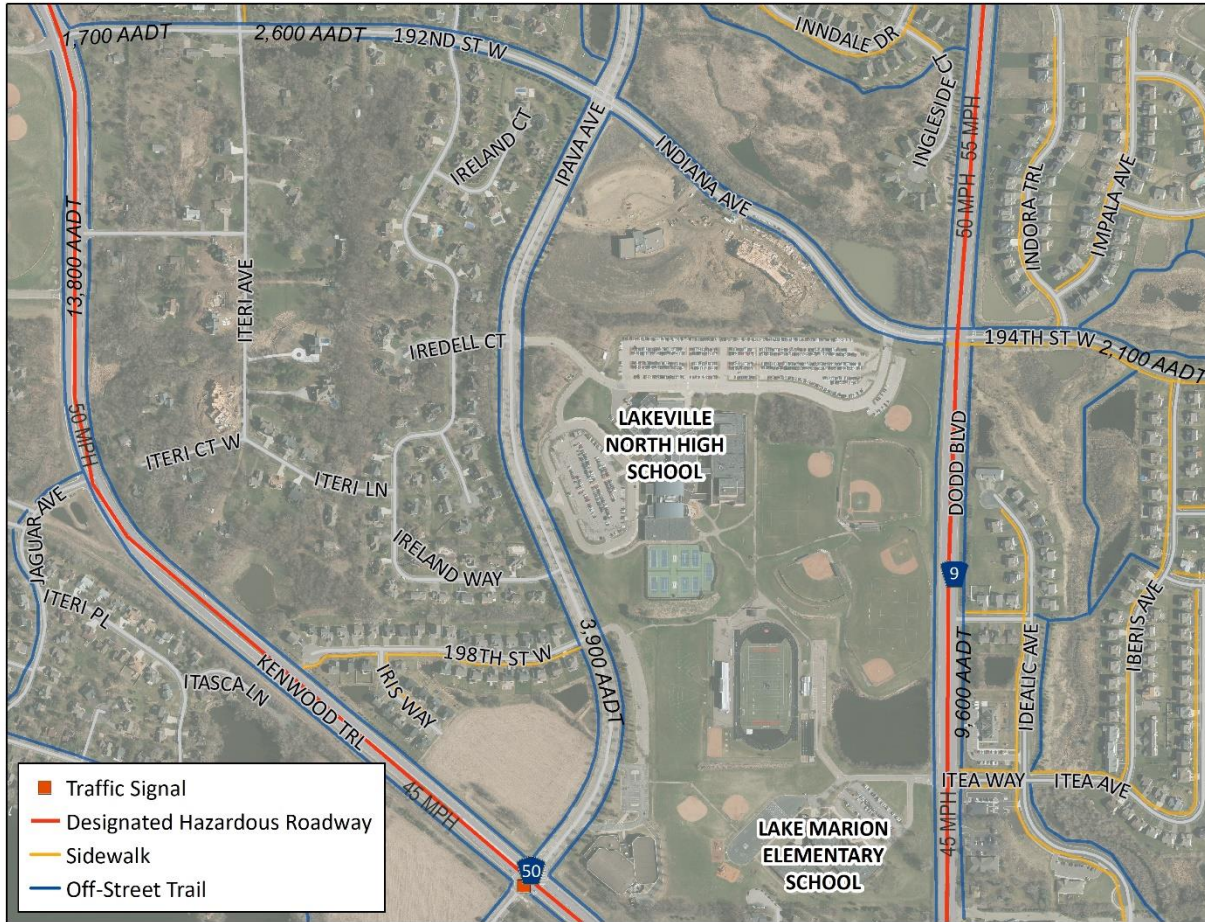 1,700 AADT
2,600 AADT
192ND ST W
INNDALE DR
INGLESIDE CT
IRELAND CT
IPAVA AVE
INDIANA AVE
50 MPH
55 MPH
INDORA TRL
IMPALA AVE
13,800 AADT
ITERI AVE
IREDELL CT
194TH ST W
2,100 AADT
50 MPH
ITERI CT W
ITERI LN
LAKEVILLE
NORTH HIGH
SCHOOL
DODD BLVD
JAGUAR AVE
IRELAND WAY
9
ITERI PL
198TH ST W
3,900 AADT
IBERIS AVE
ITASCA LN
KENWOOD TRL
IRIS WAY
9,600 AADT
IDEALIC AVE
45 MPH
ITEA WAY
ITEA AVE
45 MPH
LAKE MARION
ELEMENTARY
SCHOOL
50
Traffic Signal
Designated Hazardous Roadway
Sidewalk
Off-Street Trail